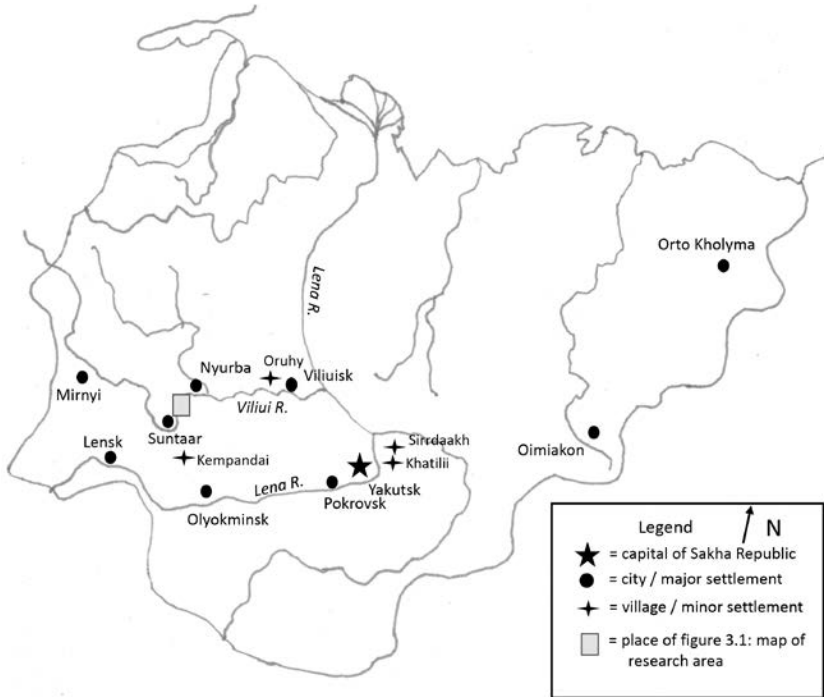 Orto Kholyma
Lena R.
Oruhy
Nyurba
Viliuisk
Mirnyi
Viliui R.
Suntaar
Sirrdaakh
Oimiakon
Lensk
Kempandai
Khatilii
Lena R.
Yakutsk
Olyokminsk
Pokrovsk
Legend
N
= capital of Sakha Republic
= city / major settlement
= village / minor settlement
= place of figure 3.1: map of
research area